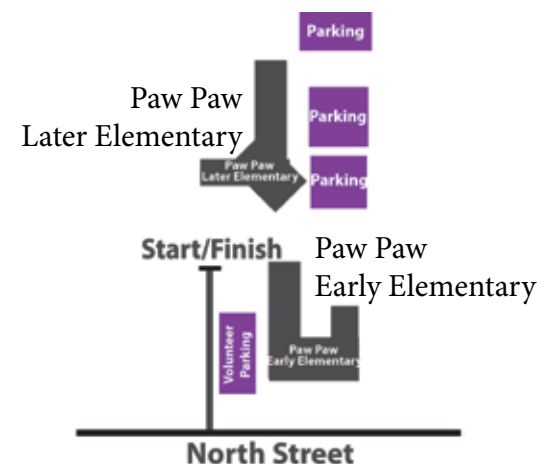 Parking
Paw Paw
Later Elementary
Parking
Paw Paw
Later Elementary
Parking
Start/Finish
Paw Paw
Early Elementary
Volunteer
Parking
Paw Paw
Early Elementary
North Street